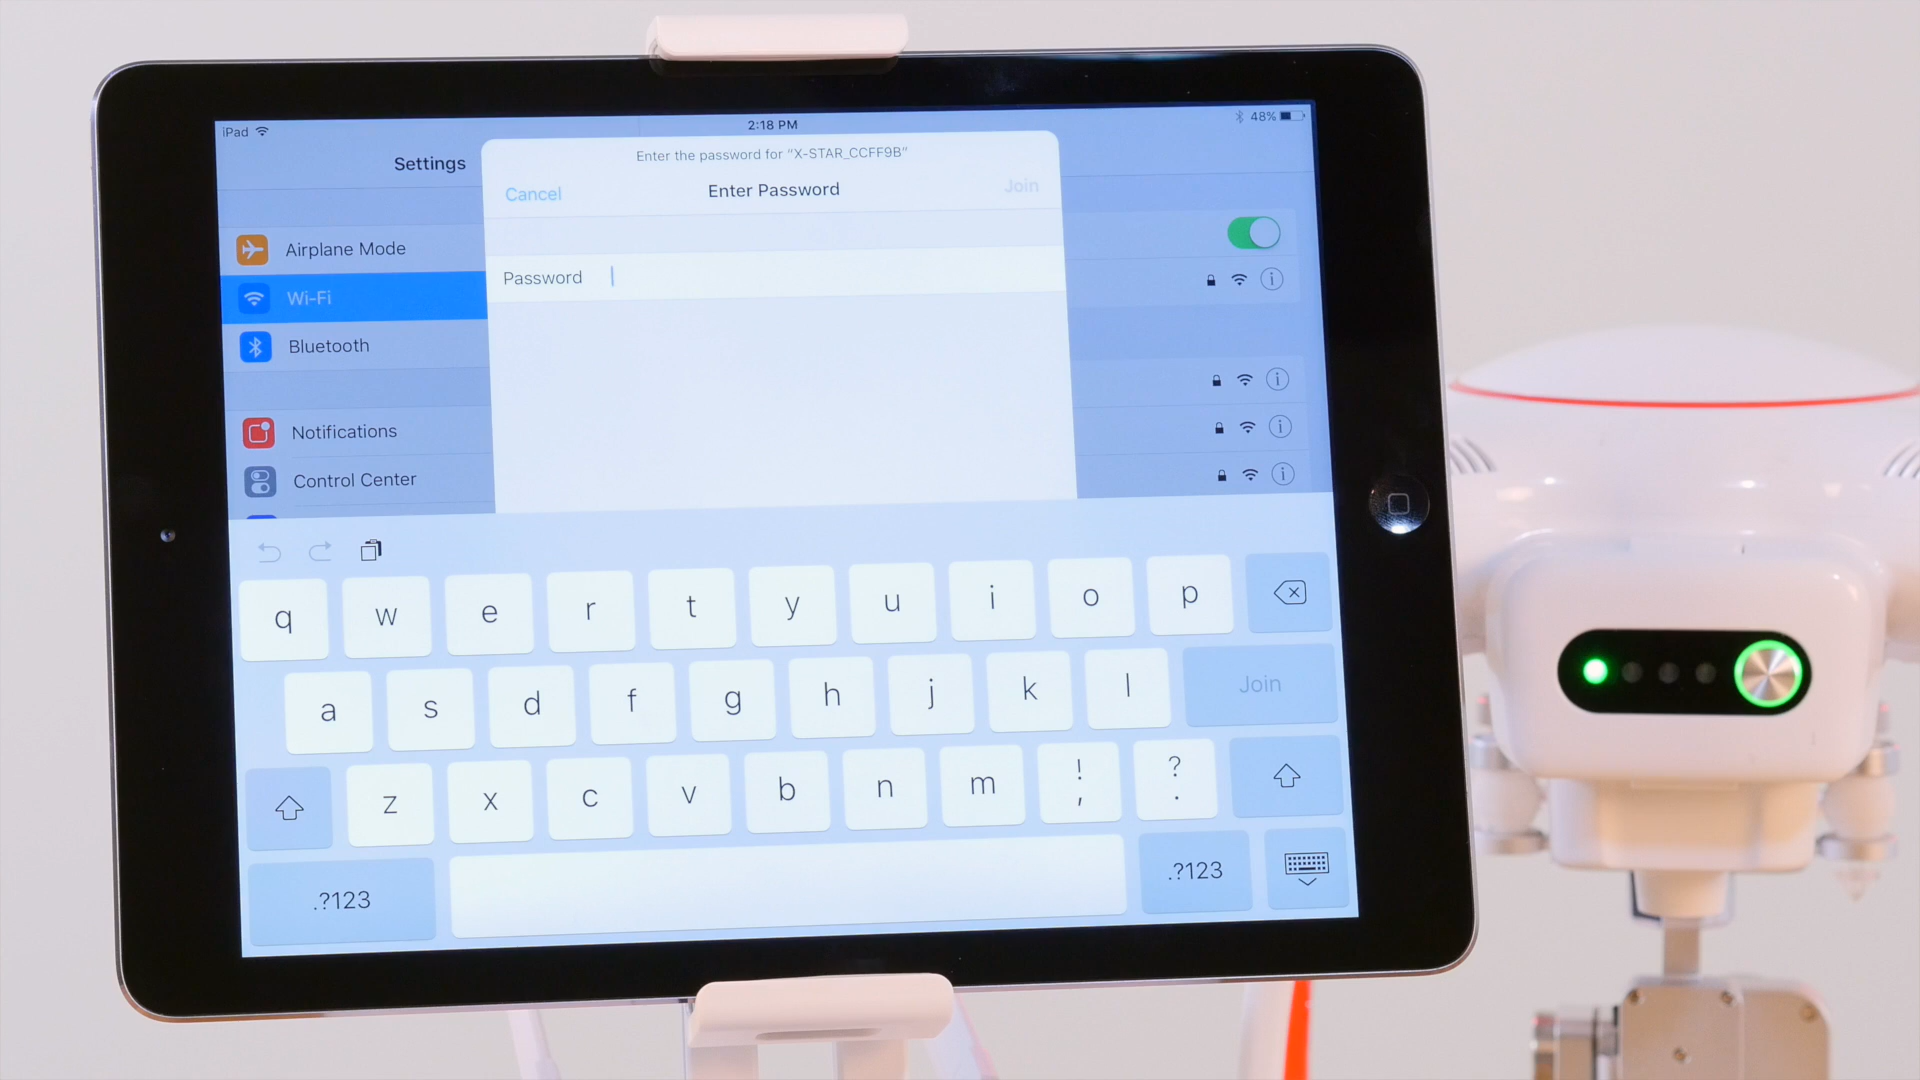 iPad
2:18 PM
48%
Settings
Enter the password for “X-STAR_CCFF9B”
Cancel
Enter Password
Join
Airplane Mode
Wi-Fi
Bluetooth
Password
Notifications
Control Center
q w e r t y u i o p
a s d f g h j k l Join
z x c v b n m ! , ? .
.?123 .?123